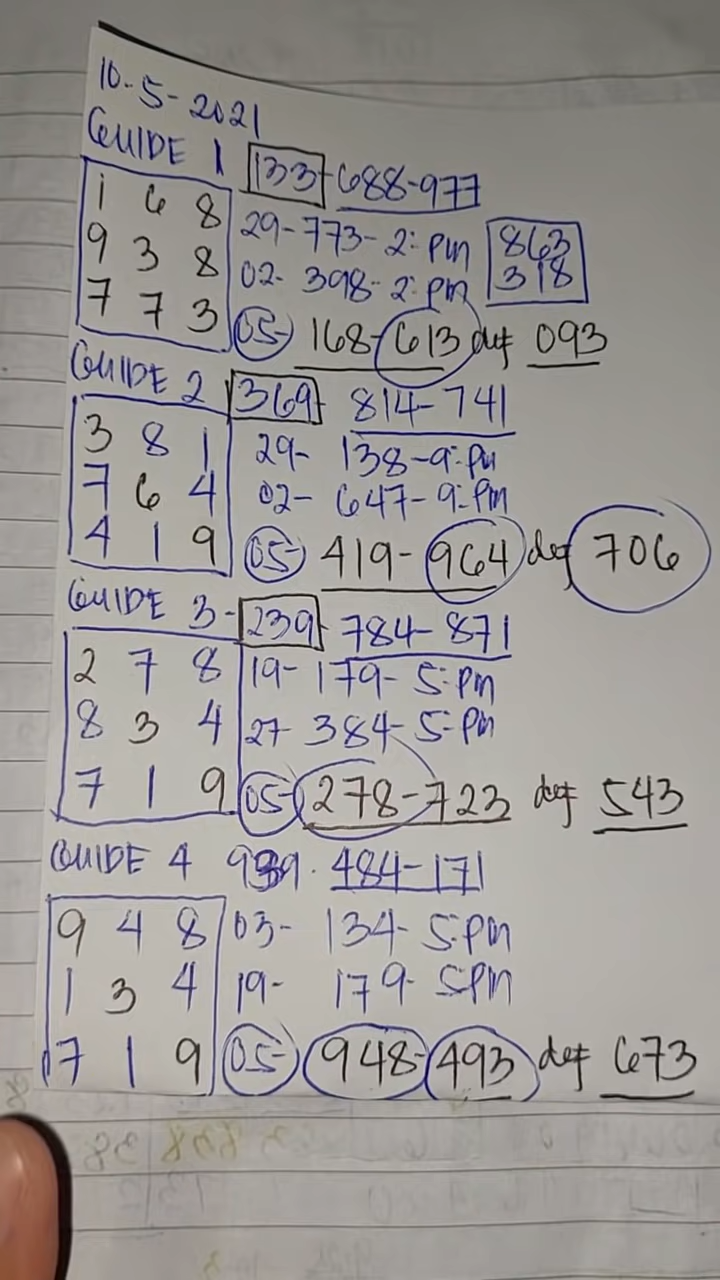 10-5-2021
GUIDE 1 133-688-977
1 6 8
9 3 8
7 7 3
29-773-2:pm
02-398-2:pm
863
318
05- 168-613 def 093
GUIDE 2 369- 814-741
3 8 1
7 6 4
4 1 9
29- 138-9:pm
02- 647-9:pm
05- 419-964 def 706
GUIDE 3-239-784-871
2 7 8
8 3 4
7 1 9
19-179-5:pm
27-384-5:pm
05-278-723 def 543
GUIDE 4 939.484-171
9 4 8
1 3 4
7 1 9
03- 134-5:pm
19- 179-5pm
05-948-493 def 673